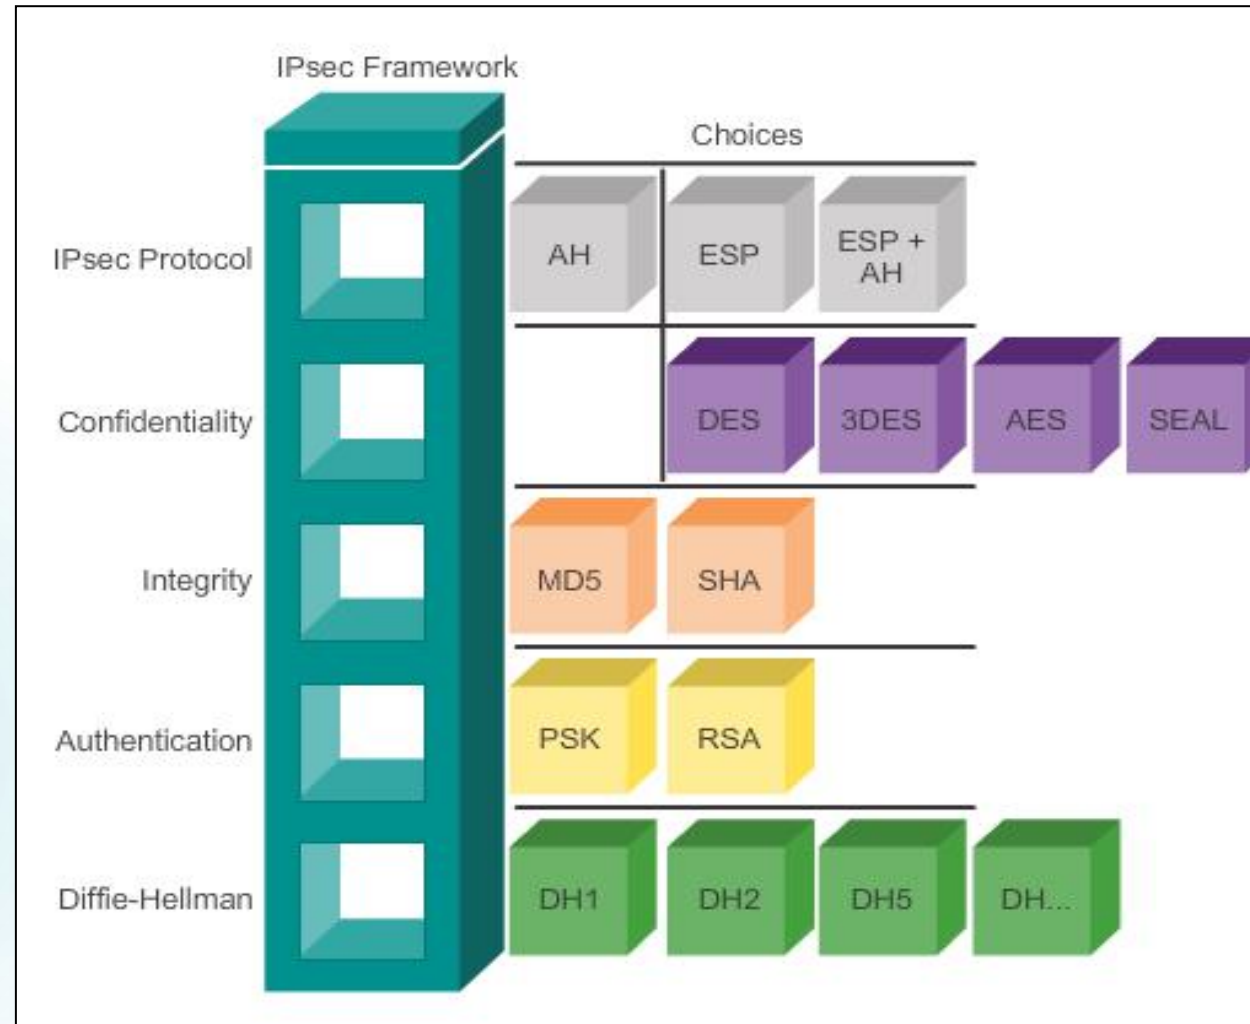 IPsec Framework
Choices
IPsec Protocol
AH
ESP
ESP +
AH
Confidentiality
DES
3DES
AES
SEAL
Integrity
MD5
SHA
Authentication
PSK
RSA
Diffie-Hellman
DH1
DH2
DH5
DH...